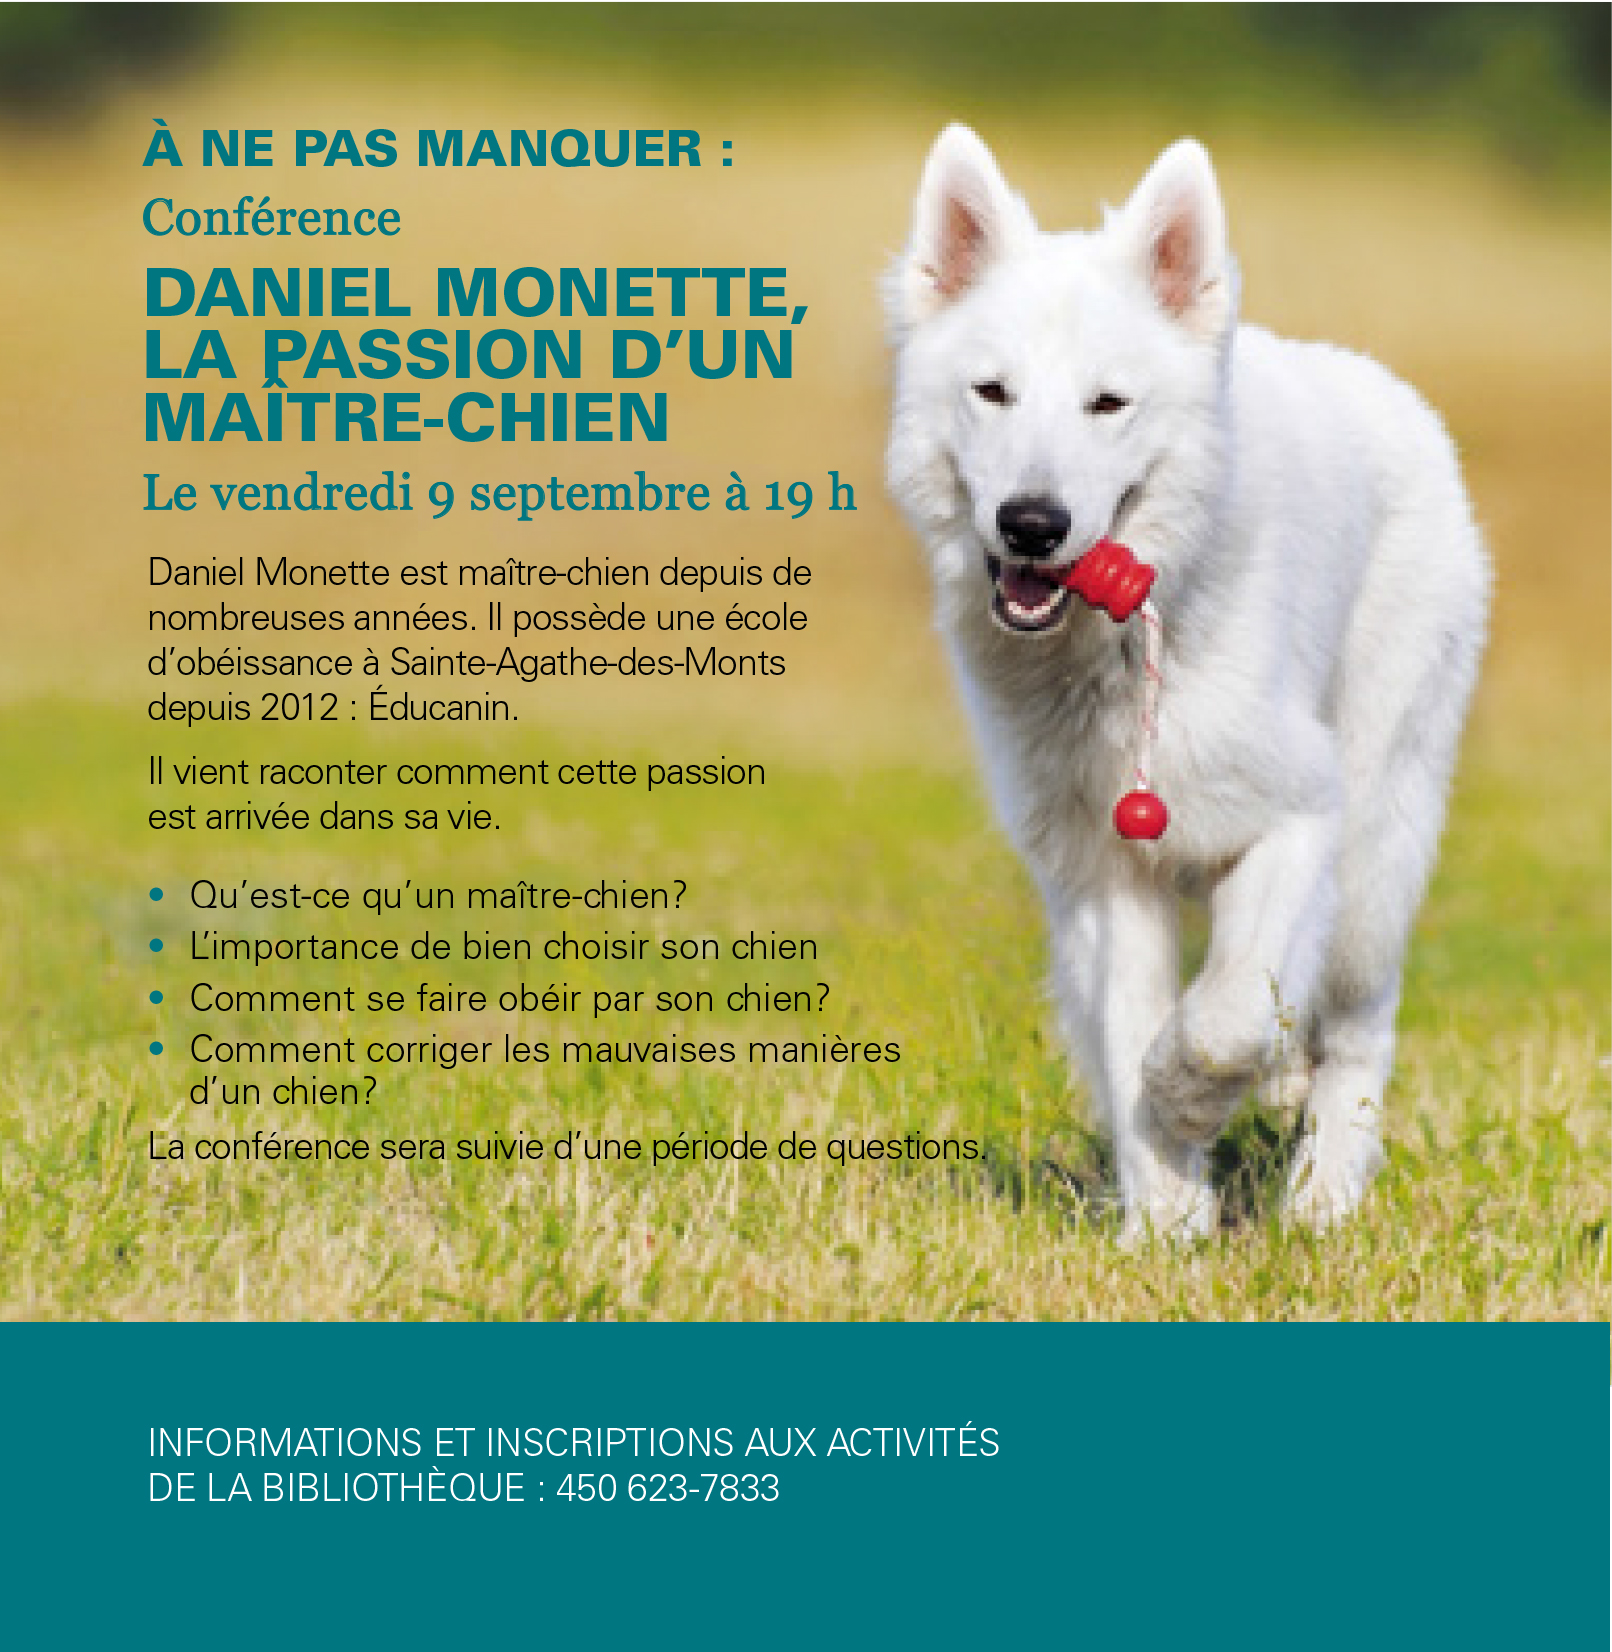 À NE PAS MANQUER :
Conférence
DANIEL MONETTE,
LA PASSION D’UN
MAÎTRE-CHIEN
Le vendredi 9 septembre à 19 h
Daniel Monette est maître-chien depuis de
nombreuses années. Il possède une école
d’obéissance à Sainte-Agathe-des-Monts
depuis 2012 : Éducanin.
Il vient raconter comment cette passion
est arrivée dans sa vie.
• Qu’est-ce qu’un maître-chien?
• L’importance de bien choisir son chien
• Comment se faire obéir par son chien?
• Comment corriger les mauvaises manières
d’un chien?
La conférence sera suivie d’une période de questions.
INFORMATIONS ET INSCRIPTIONS AUX ACTIVITÉS
DE LA BIBLIOTHÈQUE : 450 623-7833